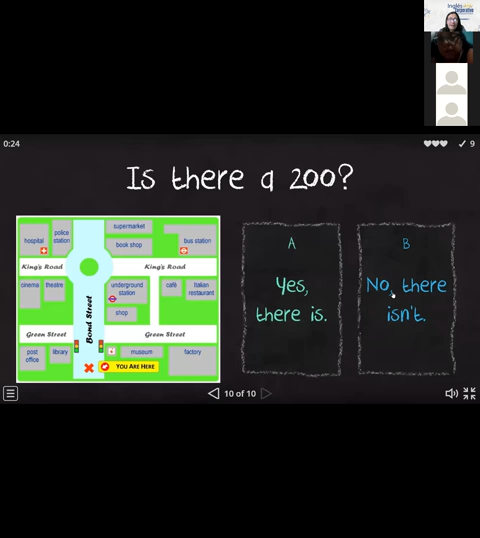 Inglés
Corporativo
0:24
✓ 9
Is there a zoo?
hospital
police
station
supermarket
book shop
bus station
King's Road
King's Road
cinema
theatre
underground
station
café
Italian
restaurant
shop
Bond Street
Green Street
Green Street
post
office
library
museum
factory
YOU ARE HERE
A
Yes,
there is.
B
No, there
isn't.
10 of 10